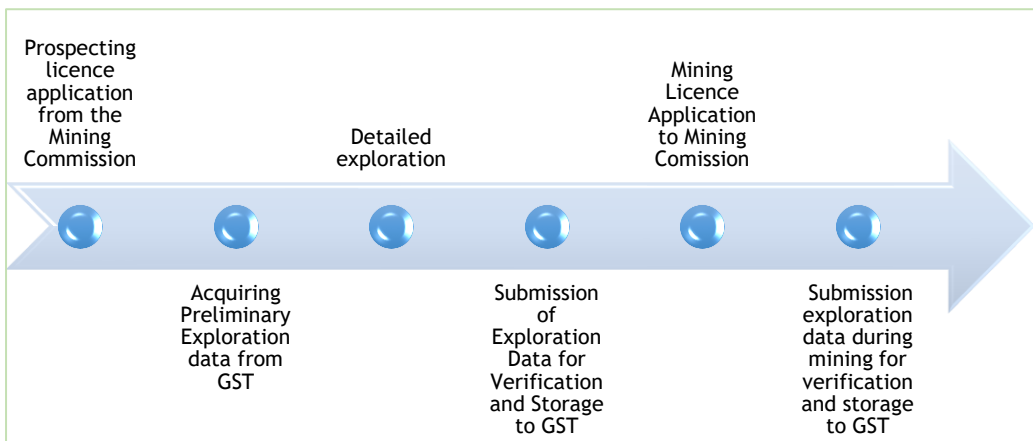 Prospecting
licence
application
from the
Mining
Commission
Acquiring
Preliminary
Exploration
data from
GST
Detailed
exploration
Submission
of
Exploration
Data for
Verification
and Storage
to GST
Mining
Licence
Application
to Mining
Comission
Submission
exploration
data during
mining for
verification
and storage
to GST